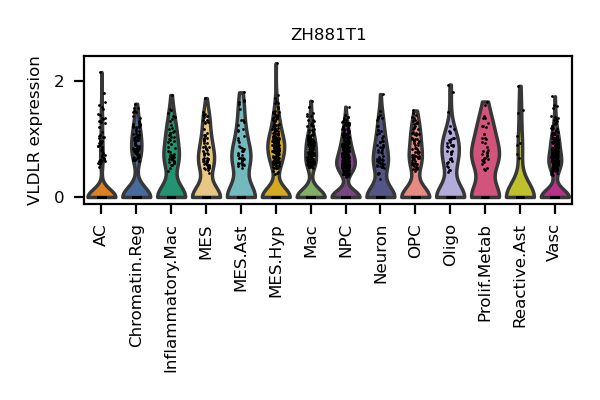 ZH881T1
VLDLR expression
2
0
AC
Chromatin.Reg
Inflammatory.Mac
MES
MES.Ast
MES.Hyp
Mac
NPC
Neuron
OPC
Oligo
Prolif.Metab
Reactive.Ast
Vasc